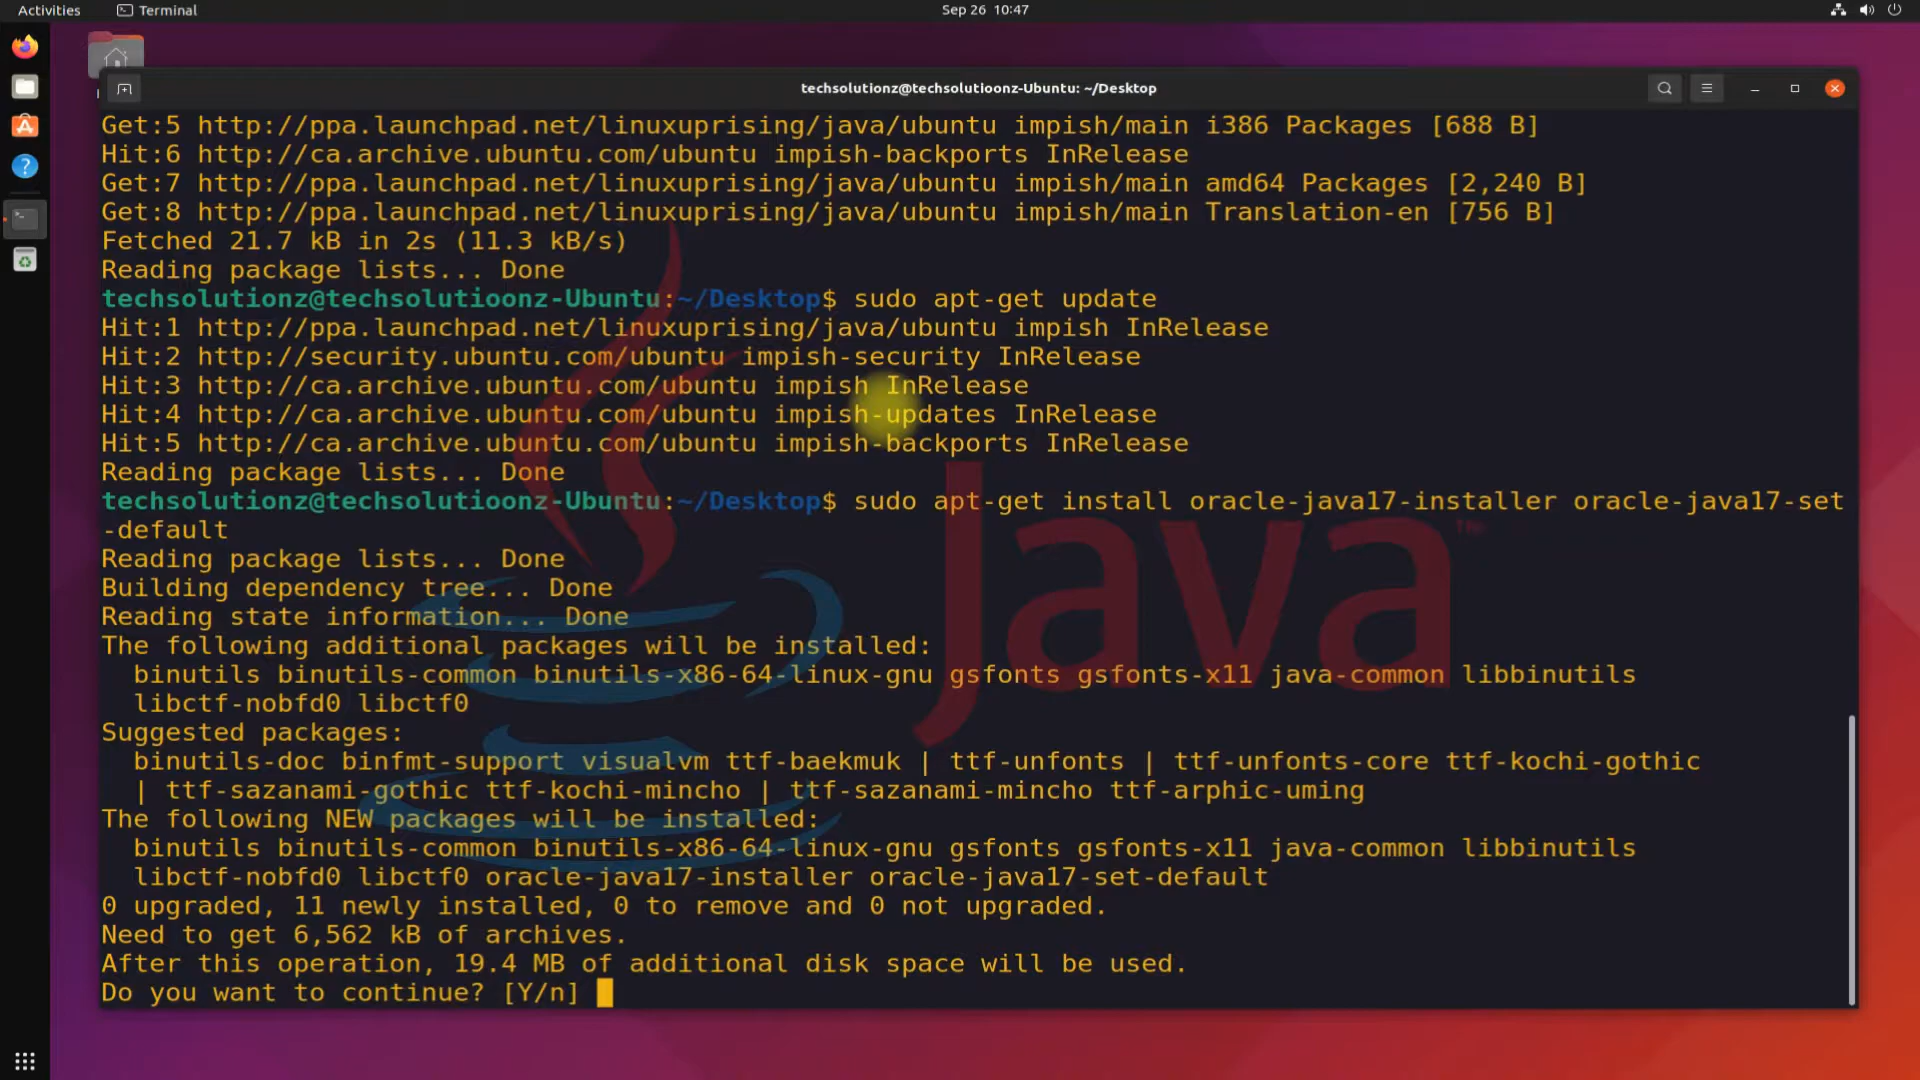 Activities
Terminal
Sep 26 10:47
techsolutionz@techsolutioonz-Ubuntu: ~/Desktop
Get:5 http://ppa.launchpad.net/linuxuprising/java/ubuntu impish/main i386 Packages [688 B]
Hit:6 http://ca.archive.ubuntu.com/ubuntu impish-backports InRelease
Get:7 http://ppa.launchpad.net/linuxuprising/java/ubuntu impish/main amd64 Packages [2,240 B]
Get:8 http://ppa.launchpad.net/linuxuprising/java/ubuntu impish/main Translation-en [756 B]
Fetched 21.7 kB in 2s (11.3 kB/s)
Reading package lists... Done
techsolutionz@techsolutioonz-Ubuntu:~/Desktop$ sudo apt-get update
Hit:1 http://ppa.launchpad.net/linuxuprising/java/ubuntu impish InRelease
Hit:2 http://security.ubuntu.com/ubuntu impish-security InRelease
Hit:3 http://ca.archive.ubuntu.com/ubuntu impish InRelease
Hit:4 http://ca.archive.ubuntu.com/ubuntu impish-updates InRelease
Hit:5 http://ca.archive.ubuntu.com/ubuntu impish-backports InRelease
Reading package lists... Done
techsolutionz@techsolutioonz-Ubuntu:~/Desktop$ sudo apt-get install oracle-java17-installer oracle-java17-set
-default
Reading package lists... Done
Building dependency tree... Done
Reading state information... Done
The following additional packages will be installed:
  binutils binutils-common binutils-x86-64-linux-gnu gsfonts gsfonts-x11 java-common libbinutils
  libctf-nobfd0 libctf0
Suggested packages:
  binutils-doc binfmt-support visualvm ttf-baekmuk | ttf-unfonts | ttf-unfonts-core ttf-kochi-gothic
  | ttf-sazanami-gothic ttf-kochi-mincho | ttf-sazanami-mincho ttf-arphic-uming
The following NEW packages will be installed:
  binutils binutils-common binutils-x86-64-linux-gnu gsfonts gsfonts-x11 java-common libbinutils
  libctf-nobfd0 libctf0 oracle-java17-installer oracle-java17-set-default
0 upgraded, 11 newly installed, 0 to remove and 0 not upgraded.
Need to get 6,562 kB of archives.
After this operation, 19.4 MB of additional disk space will be used.
Do you want to continue? [Y/n]
Java™